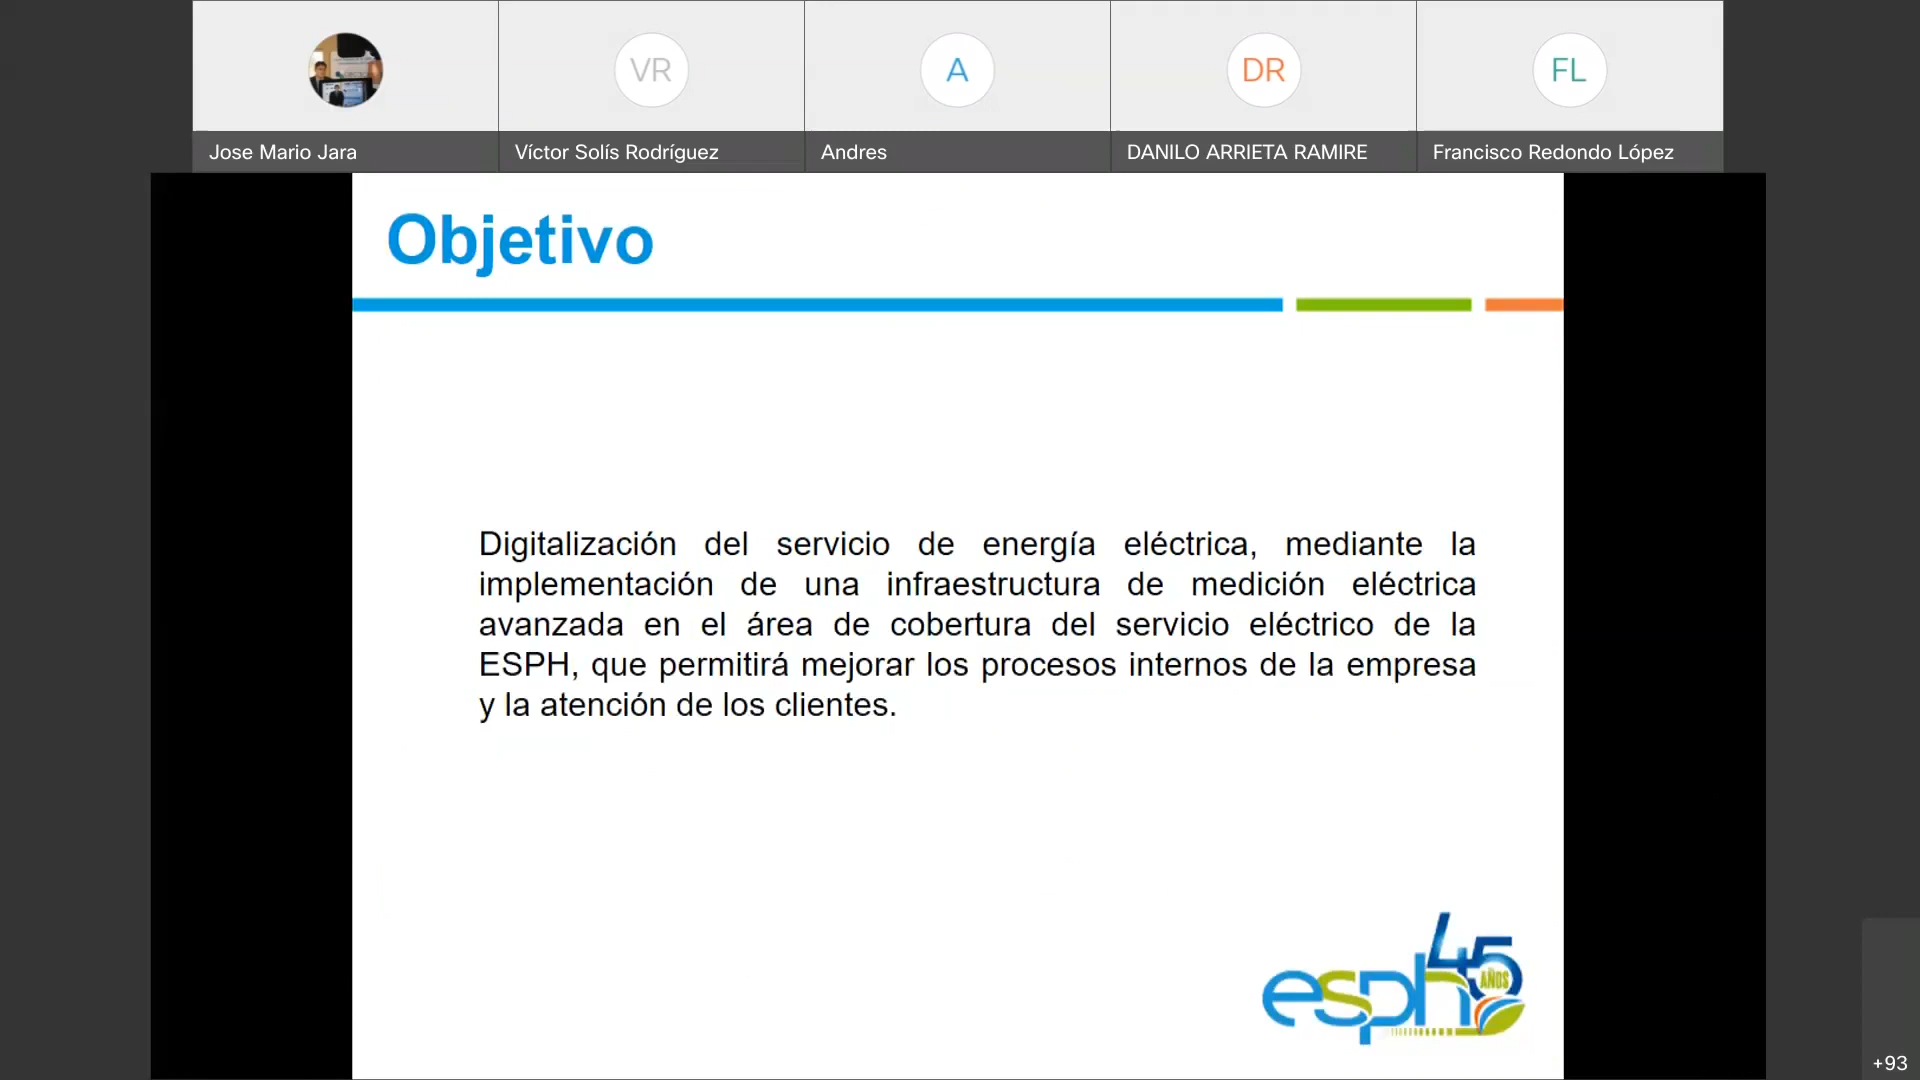 VR
A
DR
FL
Jose Mario Jara
Víctor Solís Rodríguez
Andres
DANILO ARRIETA RAMIRE
Francisco Redondo López
Objetivo
Digitalización del servicio de energía eléctrica, mediante la
implementación de una infraestructura de medición eléctrica
avanzada en el área de cobertura del servicio eléctrico de la
ESPH, que permitirá mejorar los procesos internos de la empresa
y la atención de los clientes.
esph
45
AÑOS
+93